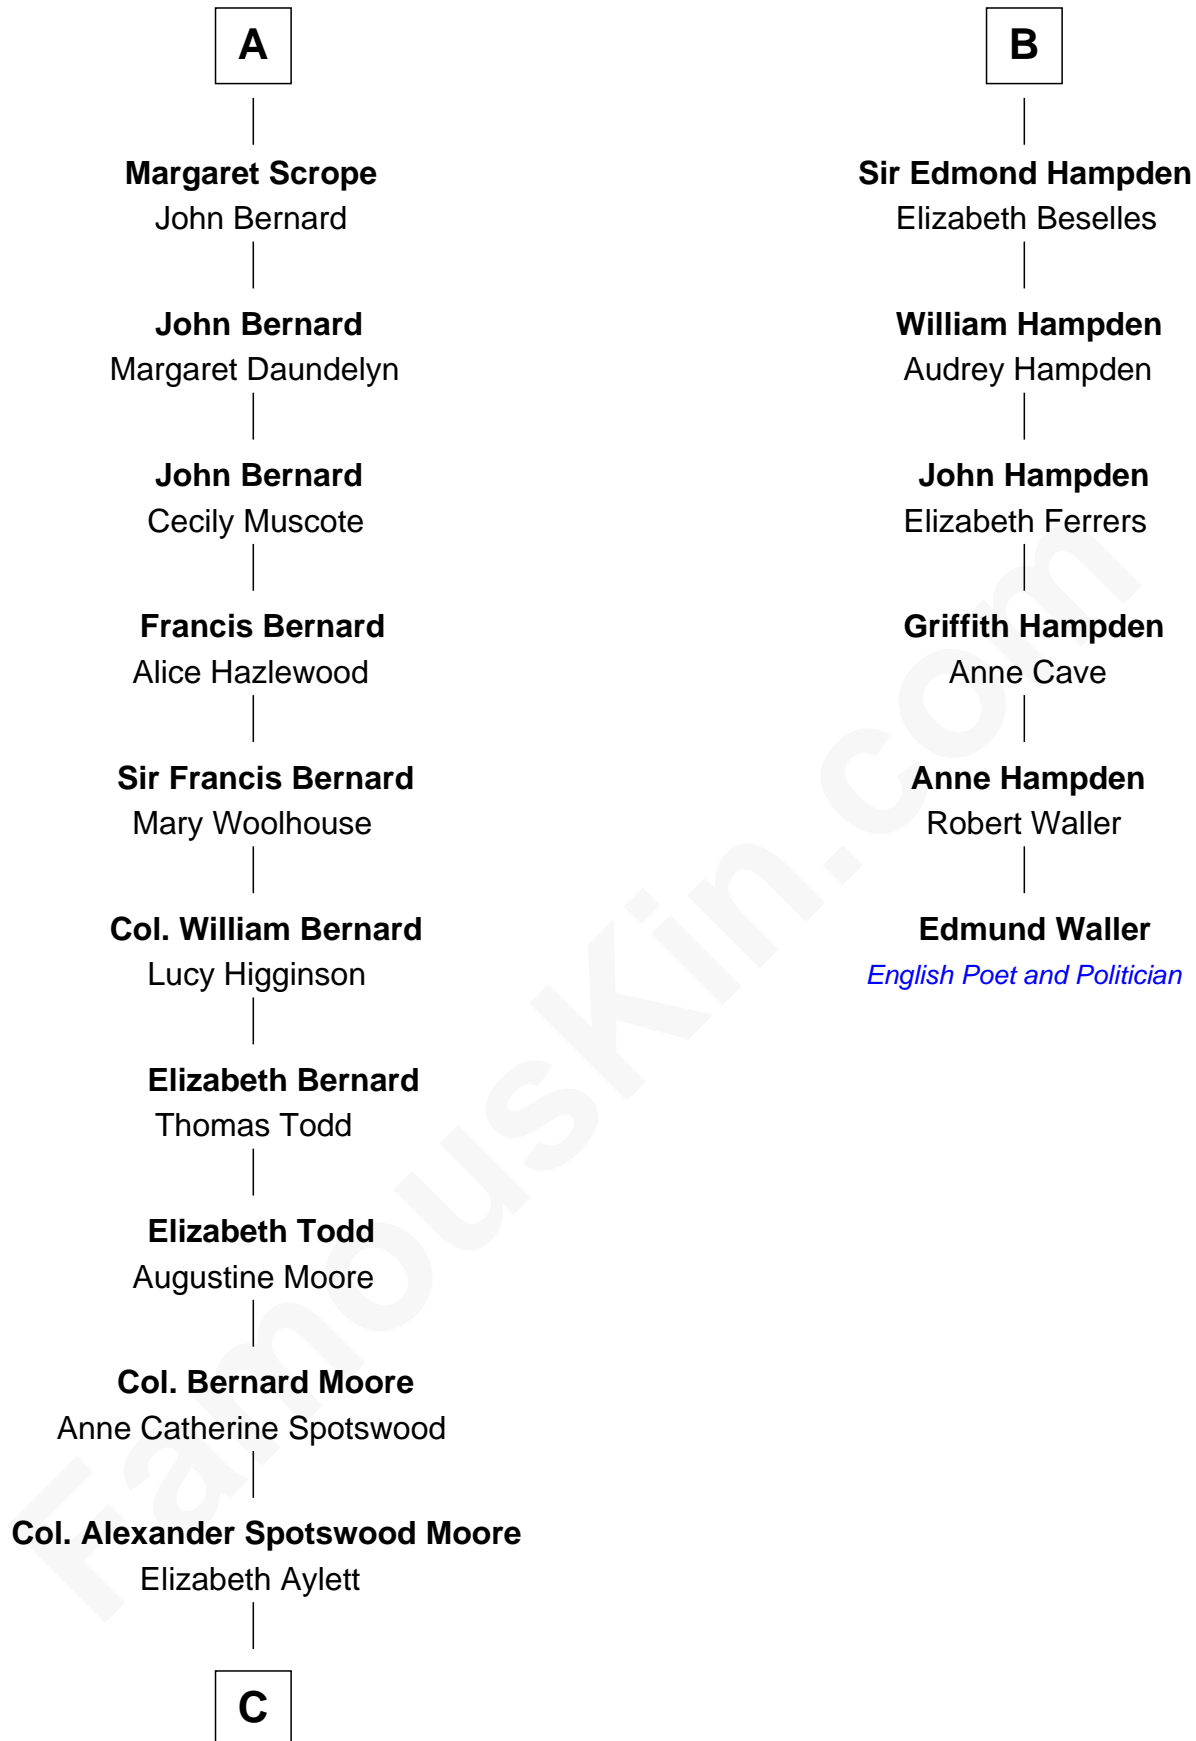 A
Margaret Scrope
John Bernard
John Bernard
Margaret Daundelyn
John Bernard
Cecily Muscote
Francis Bernard
Alice Hazlewood
Sir Francis Bernard
Mary Woolhouse
Col. William Bernard
Lucy Higginson
Elizabeth Bernard
Thomas Todd
Elizabeth Todd
Augustine Moore
Col. Bernard Moore
Anne Catherine Spotswood
Col. Alexander Spotswood Moore
Elizabeth Aylett
C
B
Sir Edmond Hampden
Elizabeth Beselles
William Hampden
Audrey Hampden
John Hampden
Elizabeth Ferrers
Griffith Hampden
Anne Cave
Anne Hampden
Robert Waller
Edmund Waller
English Poet and Politician
FamousKin.com